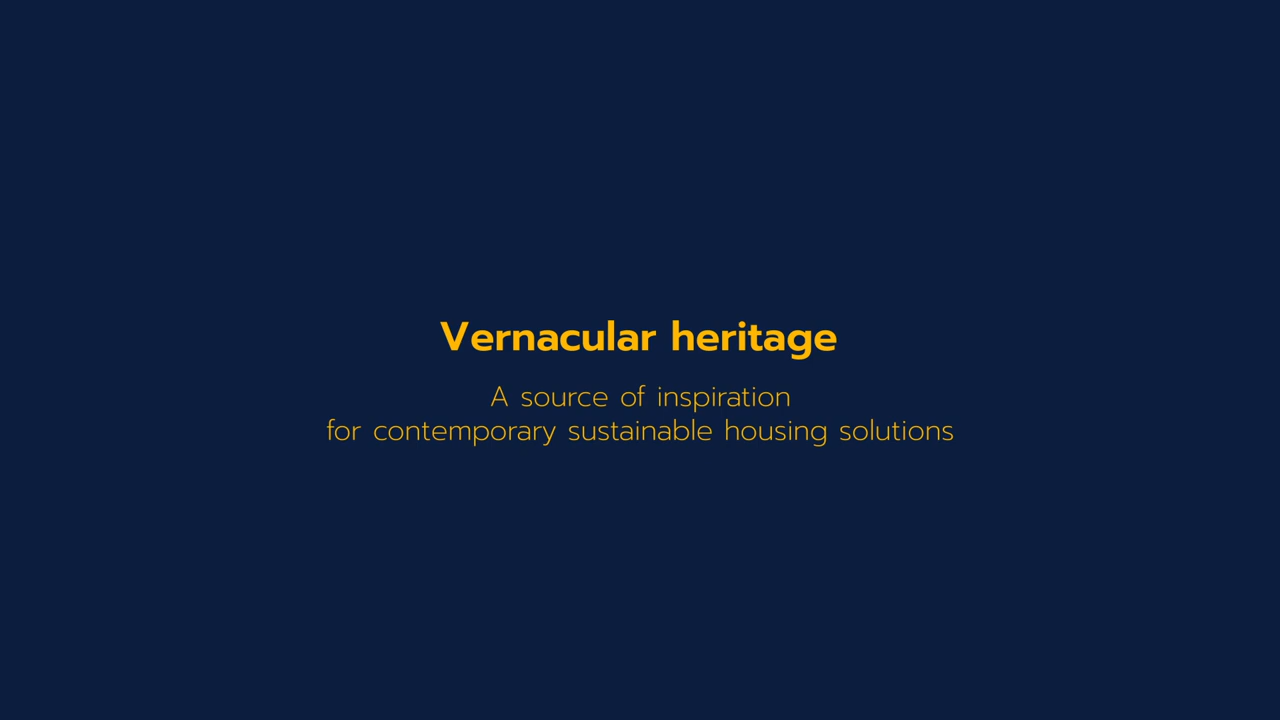 Vernacular heritage
A source of inspiration
for contemporary sustainable housing solutions